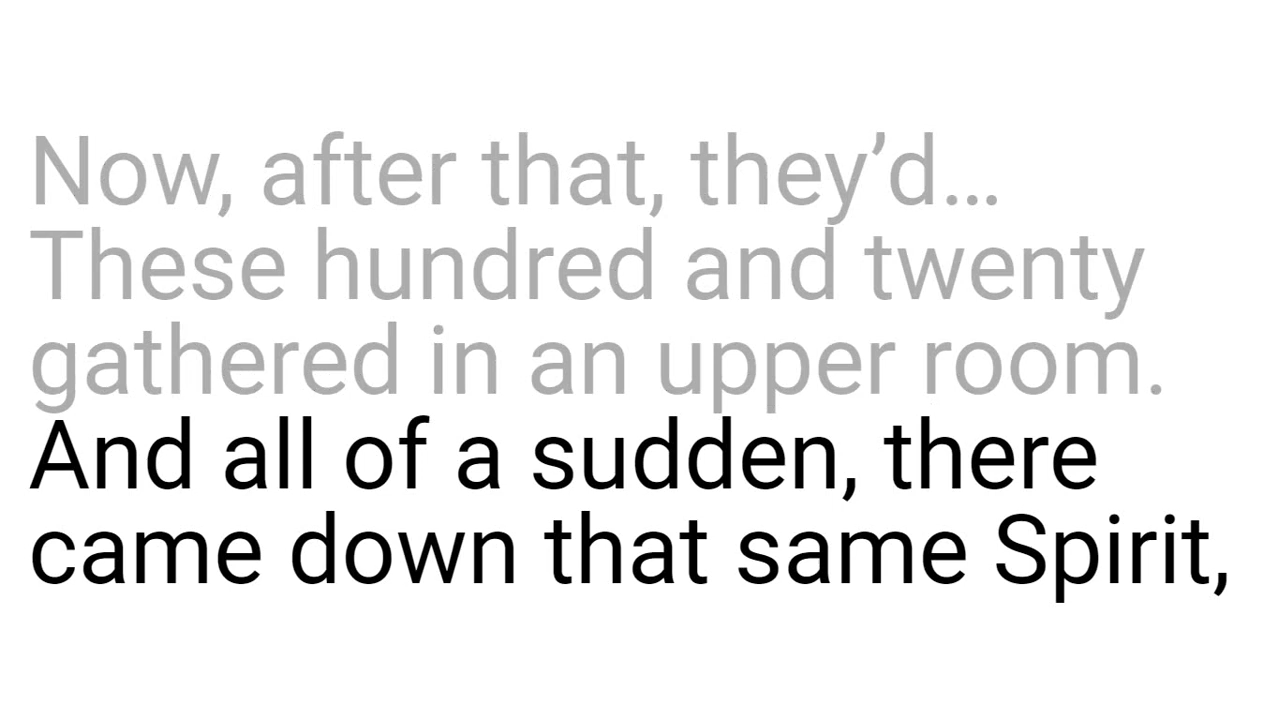 Now, after that, they’d…
These hundred and twenty
gathered in an upper room.
And all of a sudden, there
came down that same Spirit,